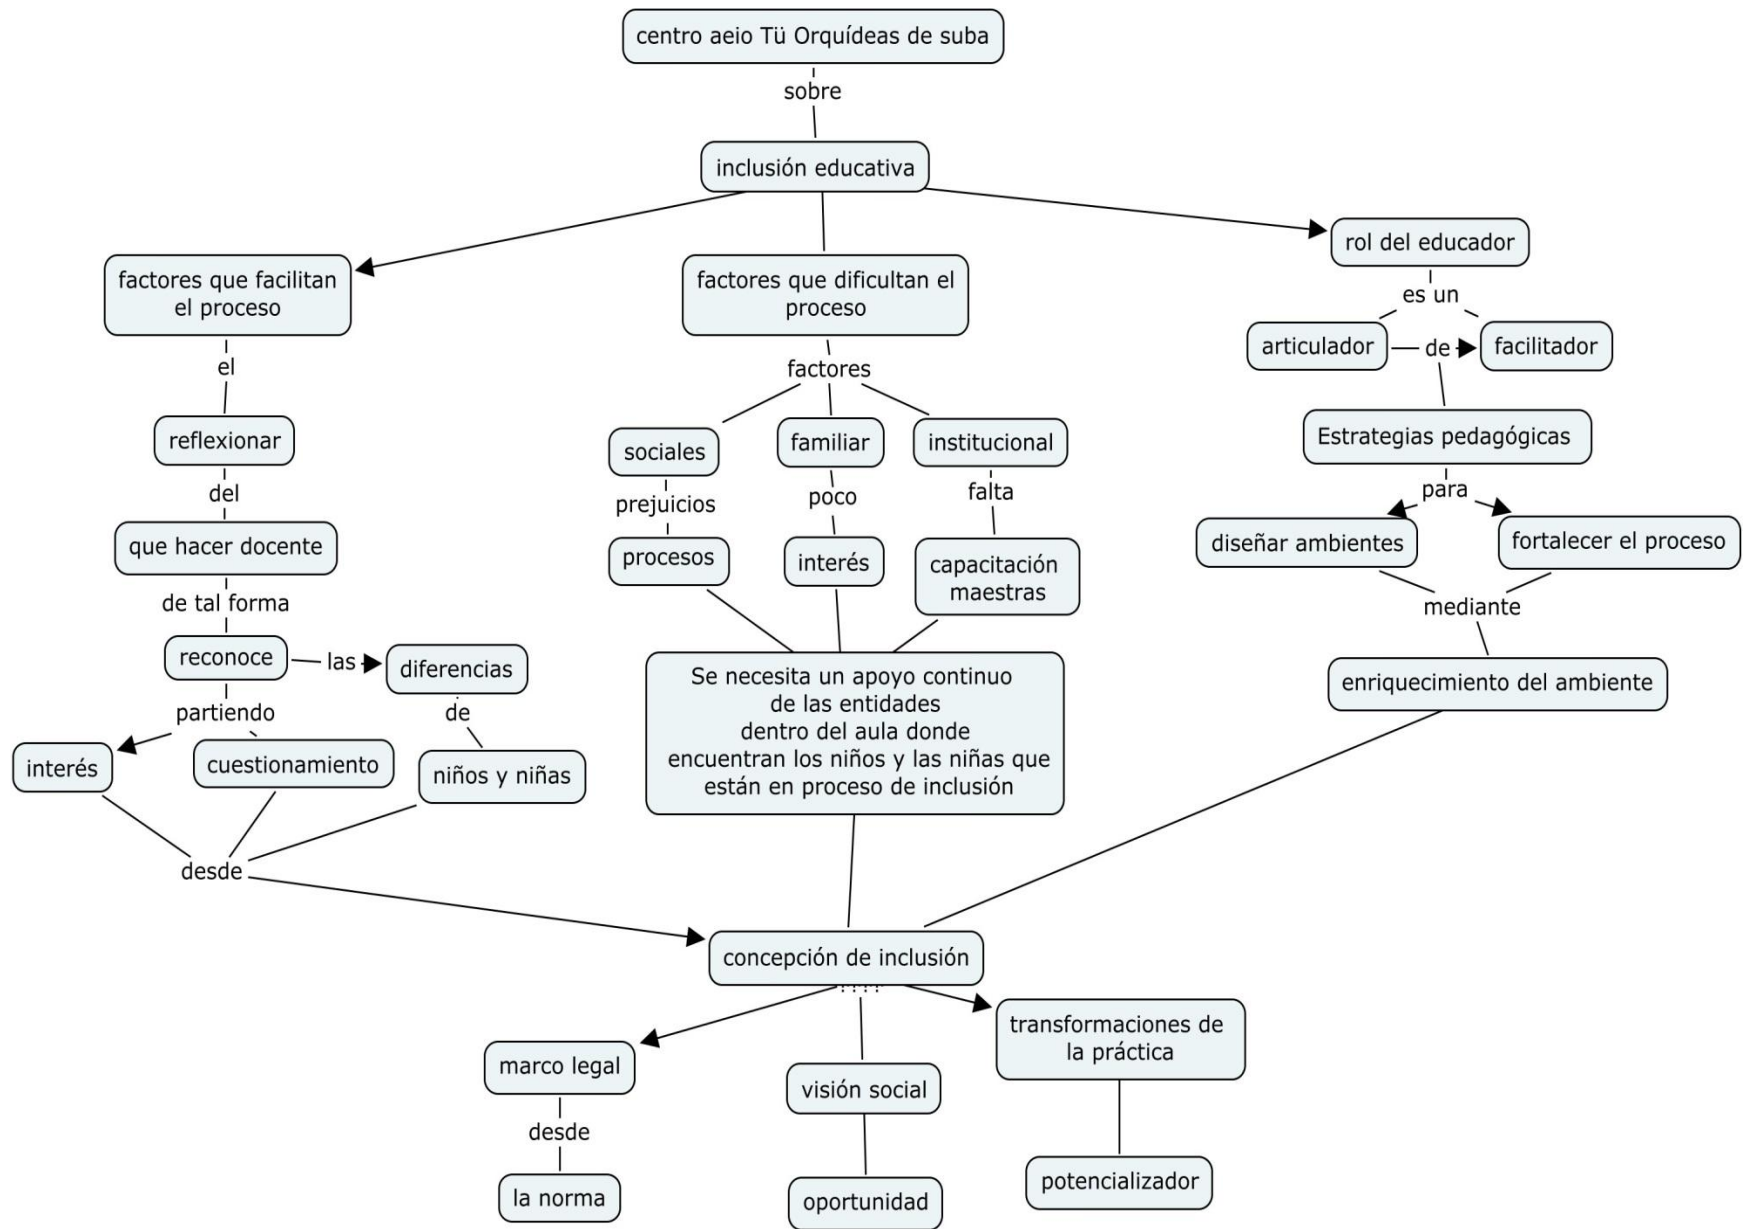 centro aeio Tü Orquídeas de suba
sobre
inclusión educativa
factores que facilitan
el proceso
el
reflexionar
del
que hacer docente
de tal forma
reconoce
las
diferencias
de
niños y niñas
partiendo
interés
cuestionamiento
desde
factores que dificultan el
proceso
factores
sociales
prejuicios
procesos
familiar
poco
interés
institucional
falta
capacitación
maestras
Se necesita un apoyo continuo
de las entidades
dentro del aula donde
encuentran los niños y las niñas que
están en proceso de inclusión
rol del educador
es un
articulador
de
facilitador
Estrategias pedagógicas
para
diseñar ambientes
fortalecer el proceso
mediante
enriquecimiento del ambiente
concepción de inclusión
marco legal
desde
la norma
visión social
oportunidad
transformaciones de
la práctica
potencializador